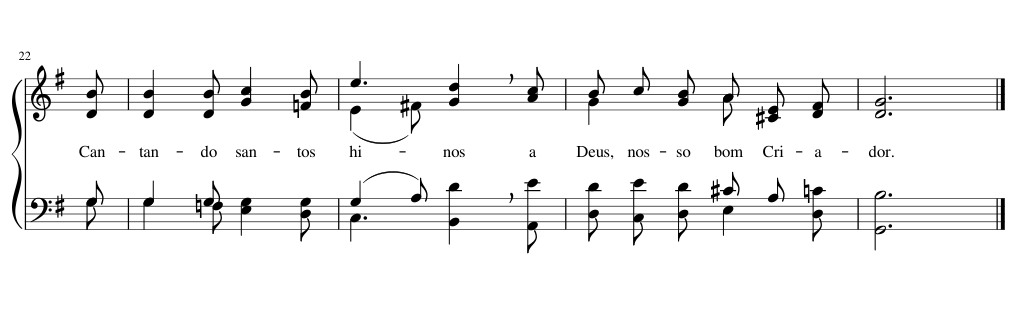 22
Can - tan - do san - tos hi - nos a Deus, nos - so bom Cri - a - dor.